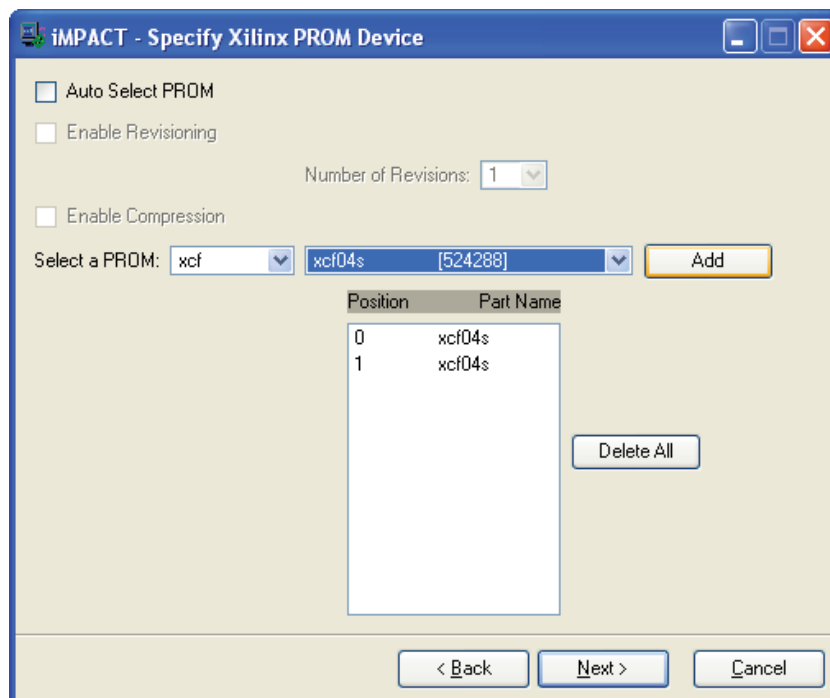 iMPACT - Specify Xilinx PROM Device
Auto Select PROM
Enable Revisioning
Number of Revisions: 1
Enable Compression
Select a PROM: xcf xcf04s [524288] Add
Position Part Name
0 xcf04s
1 xcf04s
Delete All
< Back Next > Cancel